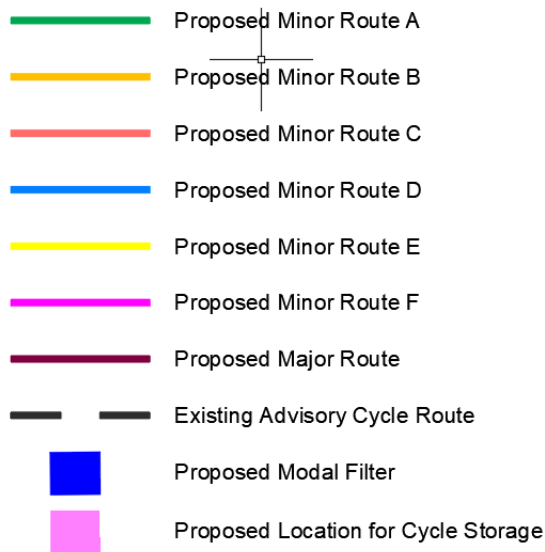 Proposed Minor Route A
Proposed Minor Route B
Proposed Minor Route C
Proposed Minor Route D
Proposed Minor Route E
Proposed Minor Route F
Proposed Major Route
Existing Advisory Cycle Route
Proposed Modal Filter
Proposed Location for Cycle Storage